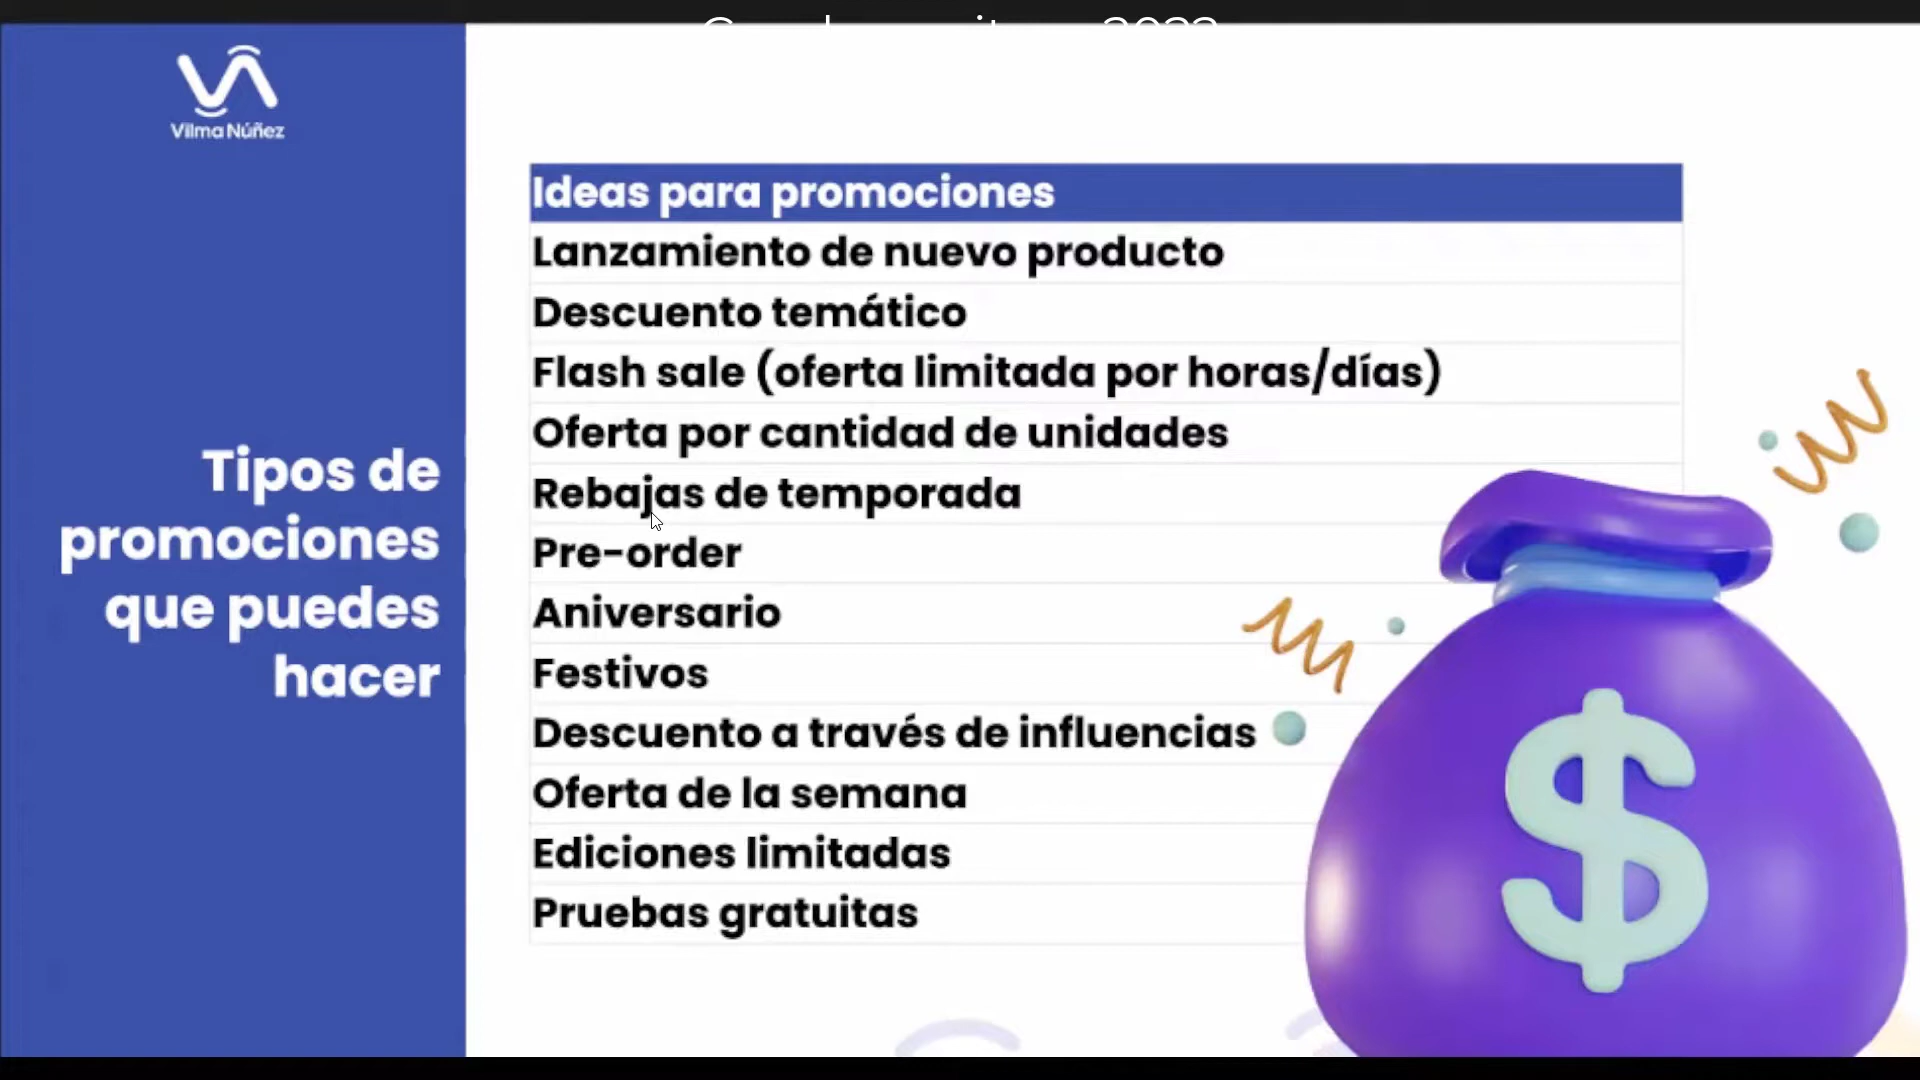 Vilma Núñez
Tipos de
promociones
que puedes
hacer
Ideas para promociones
Lanzamiento de nuevo producto
Descuento temático
Flash sale (oferta limitada por horas/días)
Oferta por cantidad de unidades
Rebajas de temporada
Pre-order
Aniversario
Festivos
Descuento a través de influencias
Oferta de la semana
Ediciones limitadas
Pruebas gratuitas
$